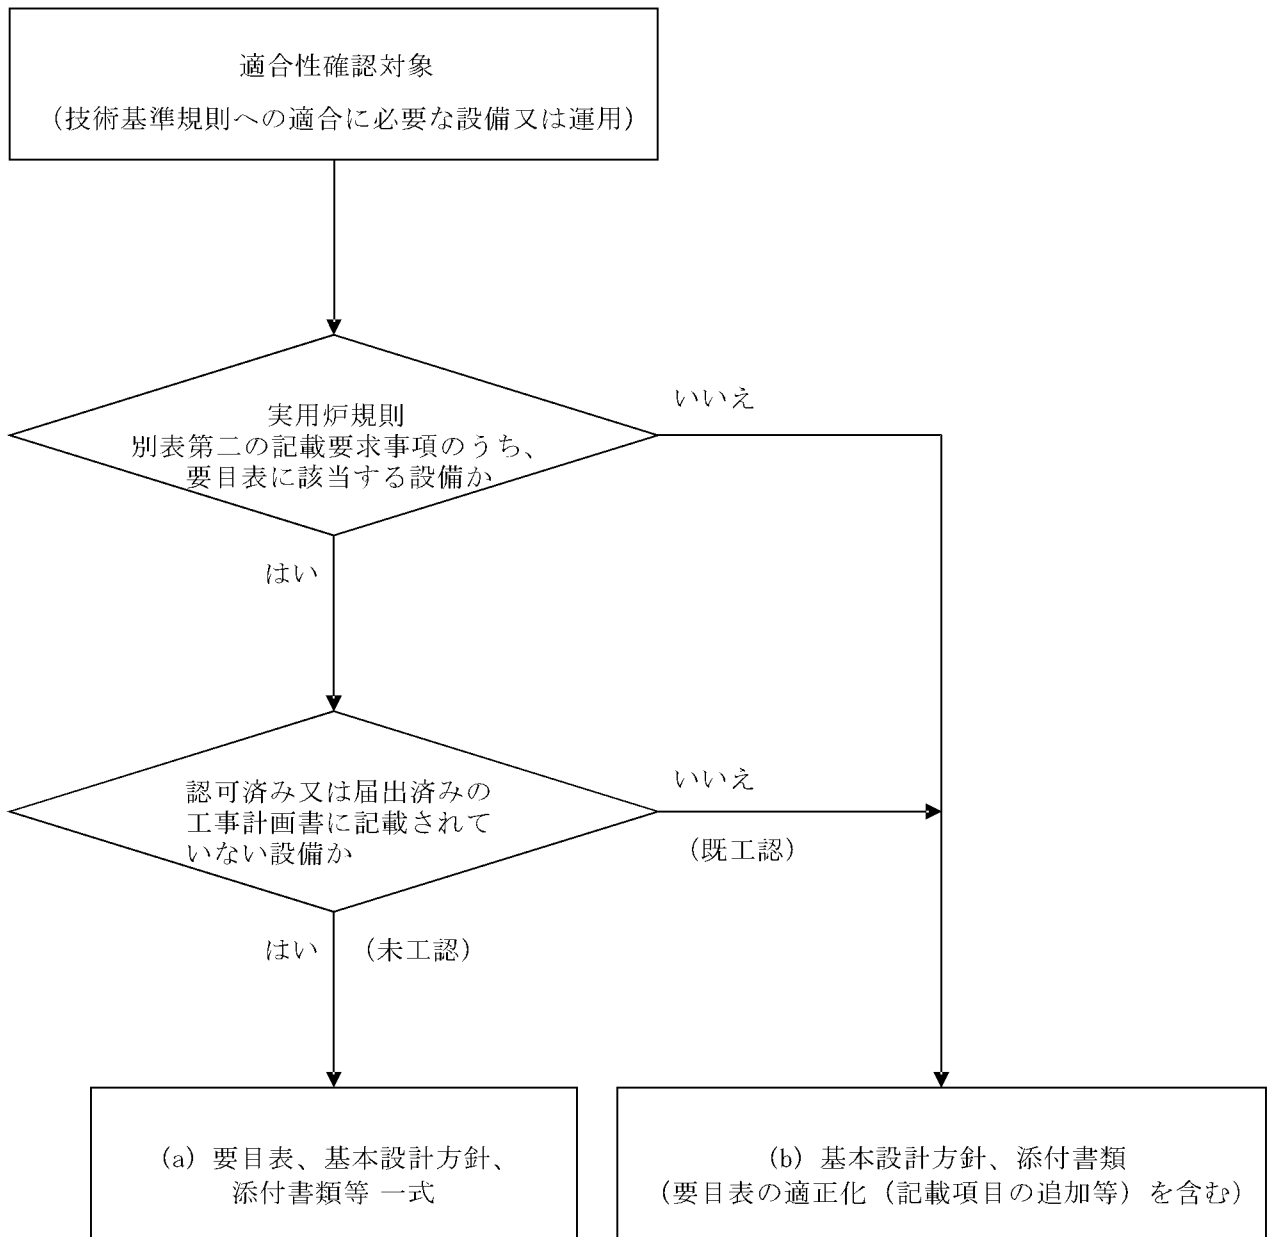 適合性確認対象
（技術基準規則への適合に必要な設備又は運用）
実用炉規則
別表第二の記載要求事項のうち、
要目表に該当する設備か
いいえ
はい
認可済み又は届出済みの
工事計画書に記載されて
いない設備か
いいえ
（既工認）
はい （未工認）
(a) 要目表、基本設計方針、
添付書類等 一式
(b) 基本設計方針、添付書類
（要目表の適正化（記載項目の追加等）を含む）